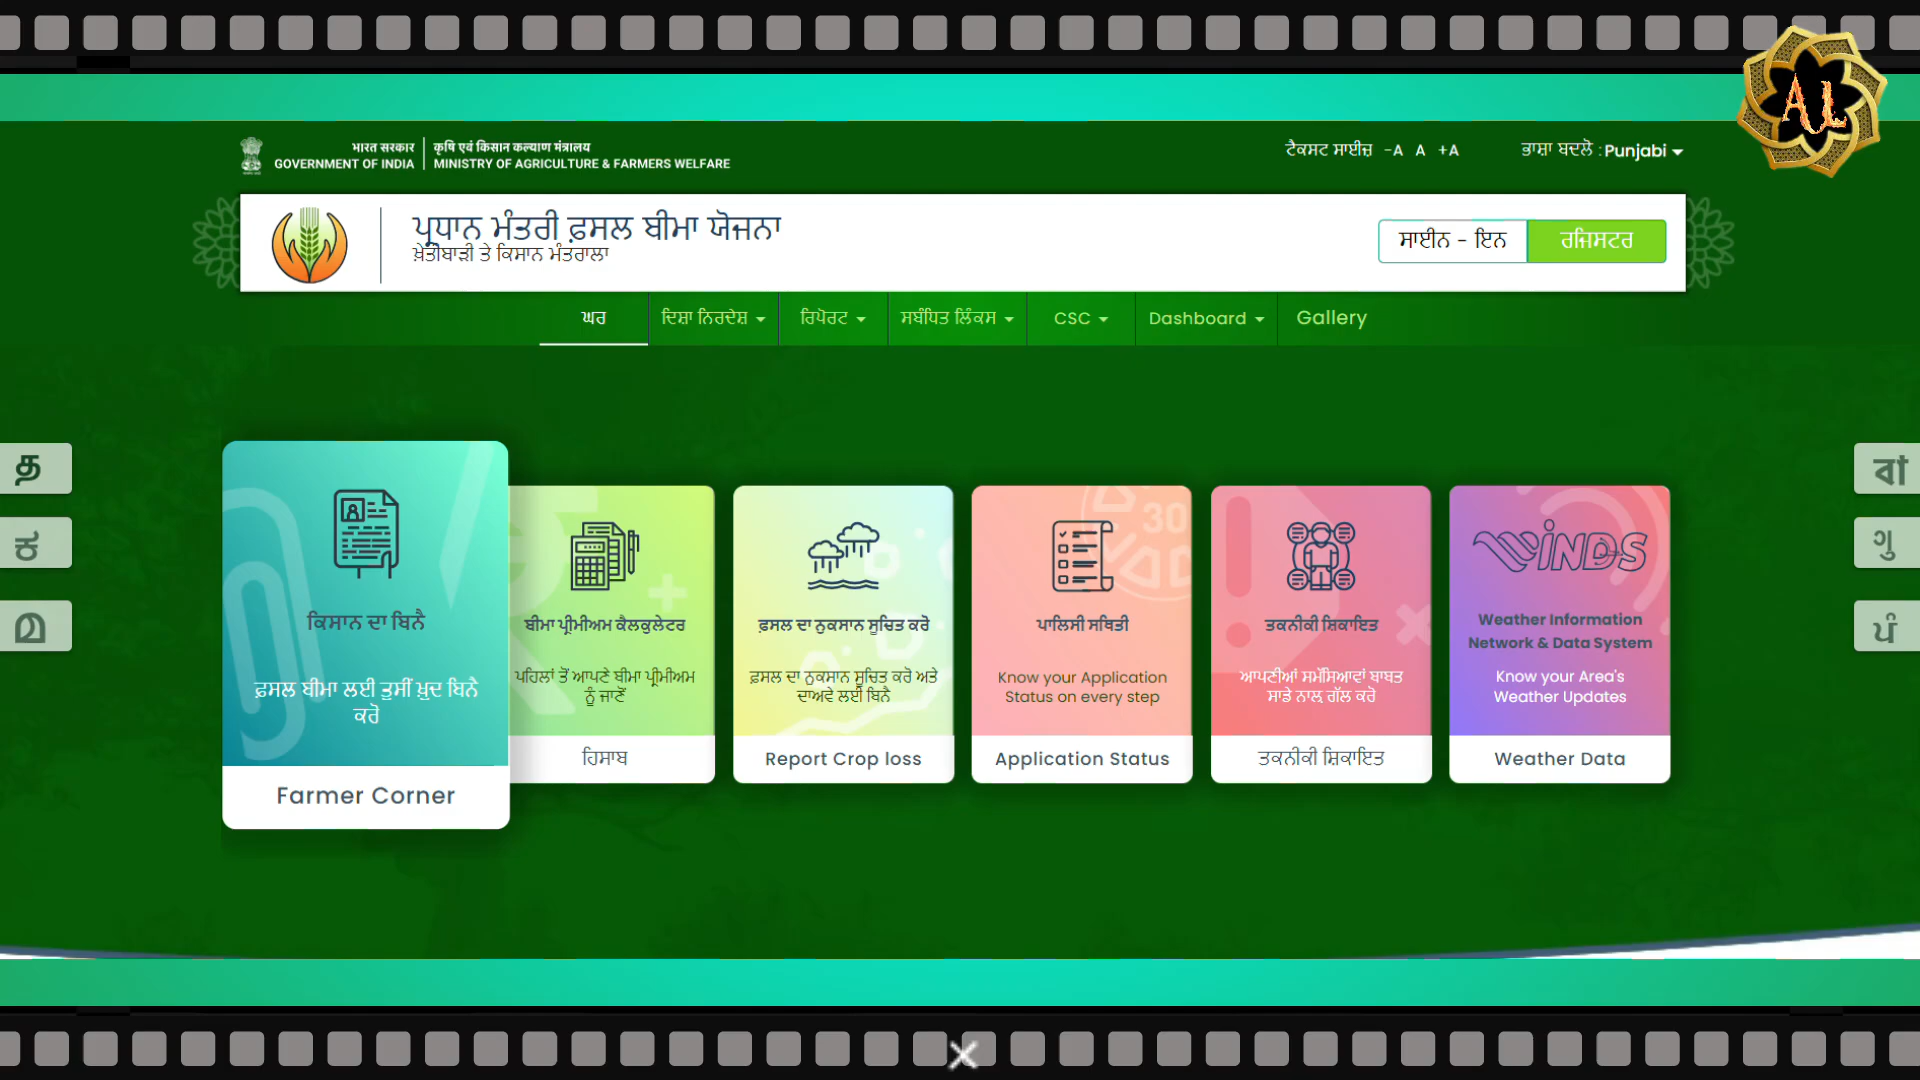 भारत सरकार
GOVERNMENT OF INDIA
कृषि एवं किसान कल्याण मंत्रालय
MINISTRY OF AGRICULTURE & FARMERS WELFARE
ਟੈਕਸਟ ਸਾਈਜ਼ -A A +A
ਭਾਸ਼ਾ ਬਦਲੋ : Punjabi
AL
ਪ੍ਰਧਾਨ ਮੰਤਰੀ ਫ਼ਸਲ ਬੀਮਾ ਯੋਜਨਾ
ਖ਼ੇਤੀਬਾੜੀ ਤੇ ਕਿਸਾਨ ਮੰਤਰਾਲਾ
ਸਾਈਨ - ਇਨ
ਰਜਿਸਟਰ
ਘਰ
ਦਿਸ਼ਾ ਨਿਰਦੇਸ਼
ਰਿਪੋਰਟ
ਸਬੰਧਿਤ ਲਿੰਕਸ
CSC
Dashboard
Gallery
த
ಕ
മ
বা
ગુ
ਪੰ
ਕਿਸਾਨ ਦਾ ਬਿਨੈ
ਫ਼ਸਲ ਬੀਮਾ ਲਈ ਤੁਸੀਂ ਖ਼ੁਦ ਬਿਨੈ
ਕਰੋ
Farmer Corner
ਬੀਮਾ ਪ੍ਰੀਮੀਅਮ ਕੈਲਕੁਲੇਟਰ
ਪਹਿਲਾਂ ਤੋਂ ਆਪਣੇ ਬੀਮਾ ਪ੍ਰੀਮੀਅਮ
ਨੂੰ ਜਾਣੋਂ
ਹਿਸਾਬ
ਫ਼ਸਲ ਦਾ ਨੁਕਸਾਨ ਸੂਚਿਤ ਕਰੋ
ਫ਼ਸਲ ਦਾ ਨੁਕਸਾਨ ਸੂਚਿਤ ਕਰੋ ਅਤੇ
ਦਾਅਵੇ ਲਈ ਬਿਨੈ
Report Crop loss
30
ਪਾਲਿਸੀ ਸਥਿਤੀ
Know your Application
Status on every step
Application Status
ਤਕਨੀਕੀ ਸ਼ਿਕਾਇਤ
ਆਪਣੀਆਂ ਸਮੱਸਿਆਵਾਂ ਬਾਬਤ
ਸਾਡੇ ਨਾਲ ਗੱਲ ਕਰੋ
ਤਕਨੀਕੀ ਸ਼ਿਕਾਇਤ
WINDS
Weather Information
Network & Data System
Know your Area's
Weather Updates
Weather Data